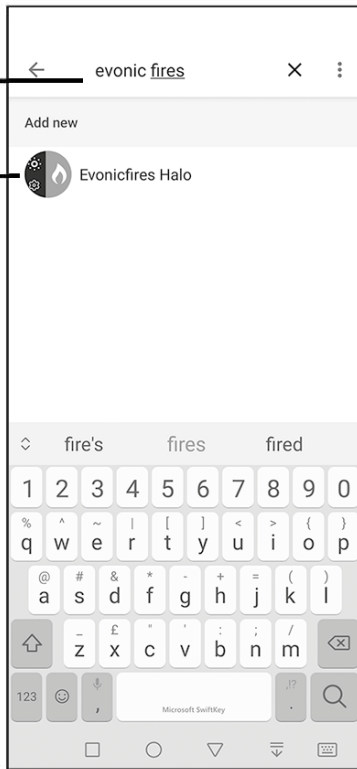 evonic fires
Add new
Evonicfires Halo
fire's fires fired
1 2 3 4 5 6 7 8 9 0
% ^ ~ | [ ] < > { }
q w e r t y u i o p
@ # & * - + = ( )
a s d f g h j k l
_ £ " ' : ; /
z x c v b n m
123 , Microsoft SwiftKey ,!? .